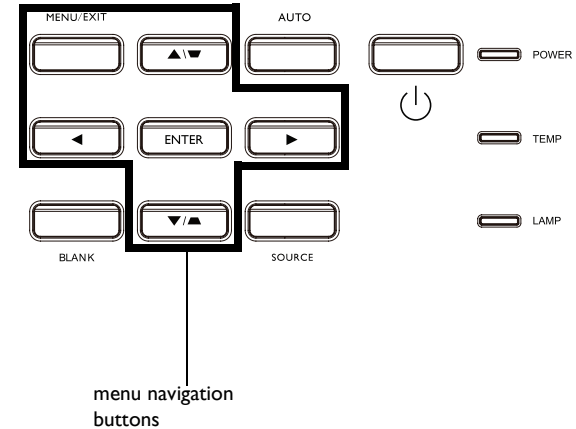 MENU/EXIT
AUTO
POWER
ENTER
TEMP
LAMP
BLANK
SOURCE
menu navigation
buttons